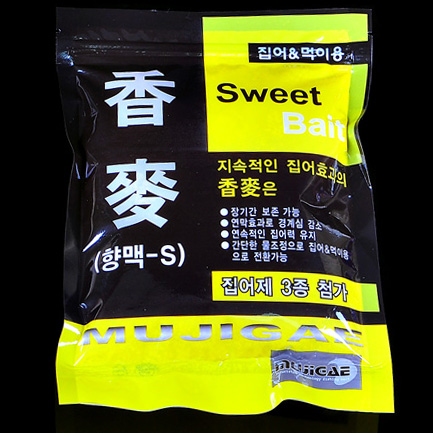 집어&먹이용
Sweet
Bait
香
麥
(향맥-S)
지속적인 집어효과의
香麥은
● 장기간 보존 가능
● 연막효과로 경계심 감소
● 연속적인 집어력 유지
● 간단한 물조정으로 집어&먹이용
으로 전환가능
집어제 3종 첨가
MUJIGAE
MUJIGAE